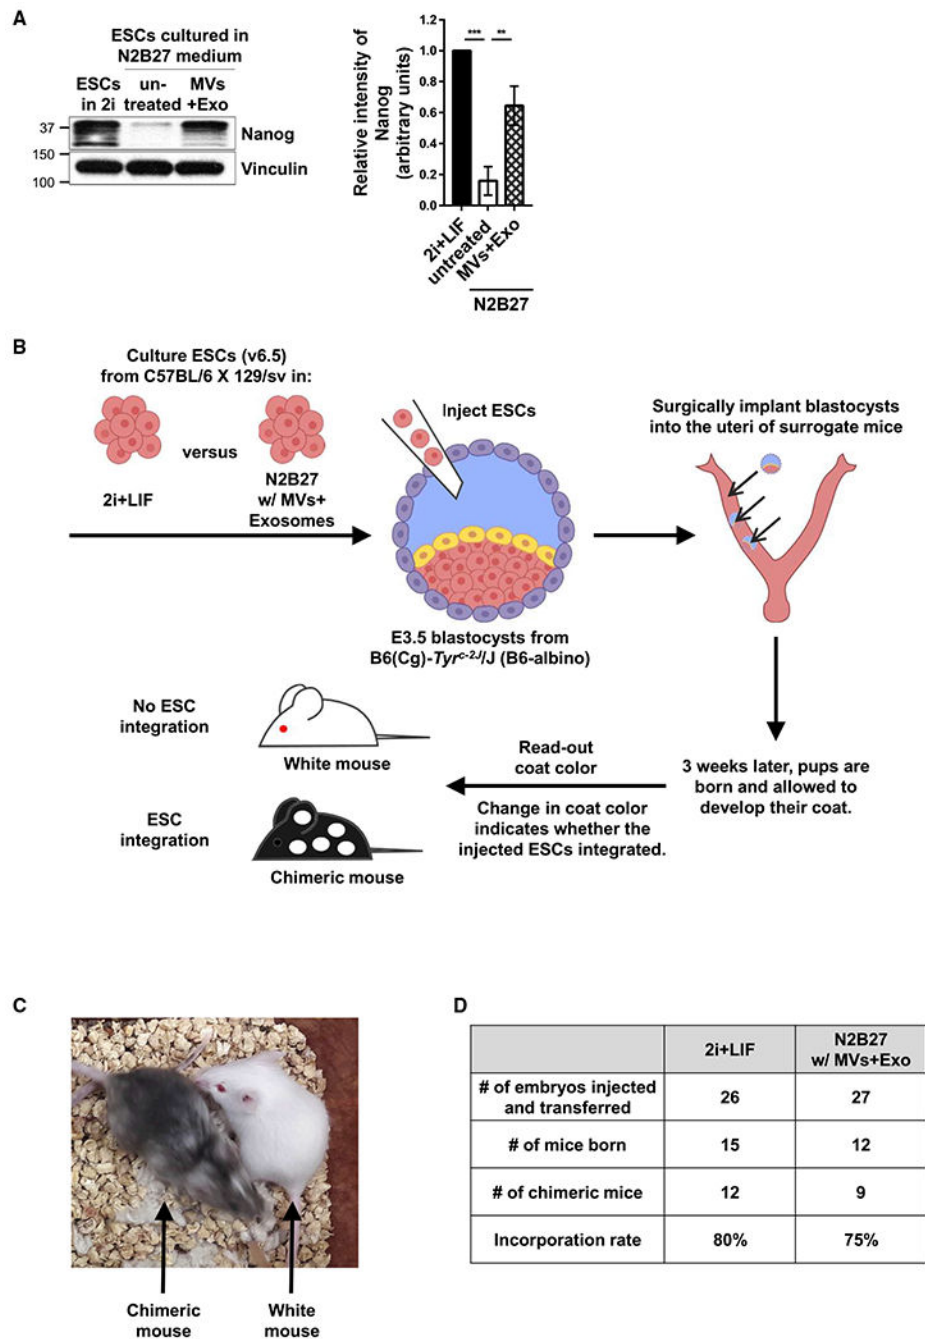 A
ESCs cultured in
N2B27 medium
ESCs
in 2i
un-
treated
MVs
+Exo
37
Nanog
150
Vinculin
100
Relative intensity of
Nanog
(arbitrary units)
1.2
1.0
0.8
0.6
0.4
0.2
0.0
***
**
2i+LIF
untreated
MVs+Exo
N2B27
B
Culture ESCs (v6.5)
from C57BL/6 X 129/sv in:
versus
2i+LIF
N2B27
w/ MVs+
Exosomes
Inject ESCs
E3.5 blastocysts from
B6(Cg)-Tyrc-2J/J (B6-albino)
Surgically implant blastocysts
into the uteri of surrogate mice
3 weeks later, pups are
born and allowed to
develop their coat.
Read-out
coat color
Change in coat color
indicates whether the
injected ESCs integrated.
No ESC
integration
White mouse
ESC
integration
Chimeric mouse
C
Chimeric
mouse
White
mouse
D
2i+LIF
N2B27
w/ MVs+Exo
# of embryos injected
and transferred
26
27
# of mice born
15
12
# of chimeric mice
12
9
Incorporation rate
80%
75%